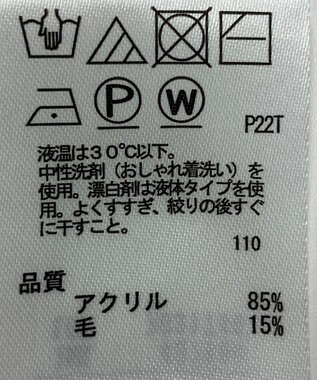 P W
P22T
液温は30℃以下。
中性洗剤（おしゃれ着洗い）を
使用。漂白剤は液体タイプを使
用。よくすすぎ、絞りの後すぐ
に干すこと。
110
品質
アクリル 85%
毛 15%